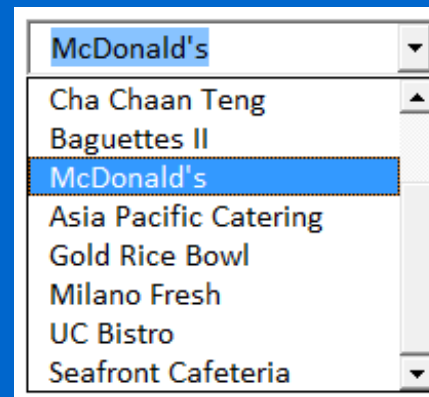 McDonald's
Cha Chaan Teng
Baguettes II
McDonald's
Asia Pacific Catering
Gold Rice Bowl
Milano Fresh
UC Bistro
Seafront Cafeteria